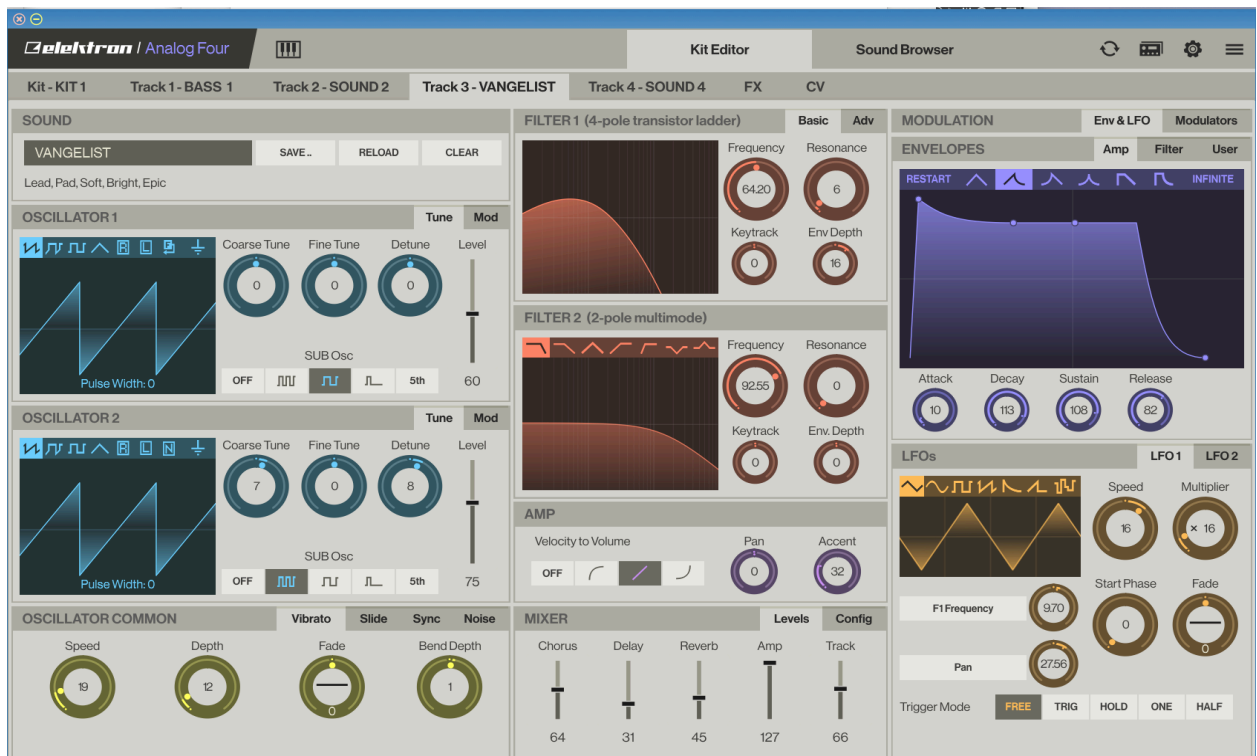 elektron / Analog Four
Kit Editor
Sound Browser
Kit - KIT 1
Track 1 - BASS 1
Track 2 - SOUND 2
Track 3 - VANGELIST
Track 4 - SOUND 4
FX
CV
SOUND
VANGELIST
SAVE..
RELOAD
CLEAR
Lead, Pad, Soft, Bright, Epic
OSCILLATOR 1
Tune
Mod
R
L
Coarse Tune
Fine Tune
Detune
Level
0
0
0
SUB Osc
Pulse Width: 0
OFF
5th
60
OSCILLATOR 2
Tune
Mod
R
L
N
Coarse Tune
Fine Tune
Detune
Level
7
0
8
SUB Osc
Pulse Width: 0
OFF
5th
75
OSCILLATOR COMMON
Vibrato
Slide
Sync
Noise
Speed
Depth
Fade
Bend Depth
19
12
0
1
FILTER 1 (4-pole transistor ladder)
Basic
Adv
Frequency
Resonance
64.20
6
Keytrack
Env Depth
0
16
FILTER 2 (2-pole multimode)
Frequency
Resonance
92.55
0
Keytrack
Env. Depth
0
0
AMP
Velocity to Volume
Pan
Accent
OFF
0
32
MIXER
Levels
Config
Chorus
Delay
Reverb
Amp
Track
64
31
45
127
66
MODULATION
Env & LFO
Modulators
ENVELOPES
Amp
Filter
User
RESTART
INFINITE
Attack
Decay
Sustain
Release
10
113
108
82
LFOs
LFO 1
LFO 2
Speed
Multiplier
16
× 16
Start Phase
Fade
F1 Frequency
9.70
0
0
Pan
27.56
Trigger Mode
FREE
TRIG
HOLD
ONE
HALF